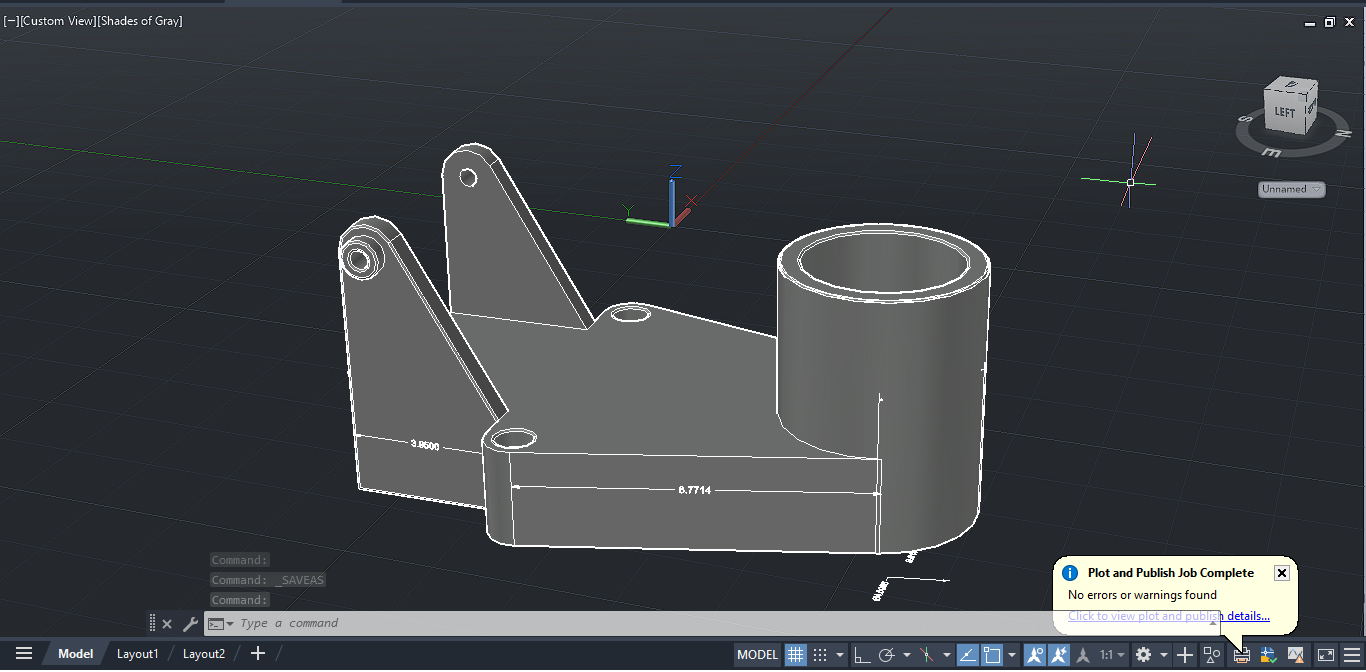 [−][Custom View][Shades of Gray]
LEFT
S
N
E
Unnamed
Z
X
Y
3.9500
6.7714
Command:
Command: _SAVEAS
Command:
Type a command
Plot and Publish Job Complete
No errors or warnings found
Click to view plot and publish details...
Model
Layout1
Layout2
MODEL
1:1